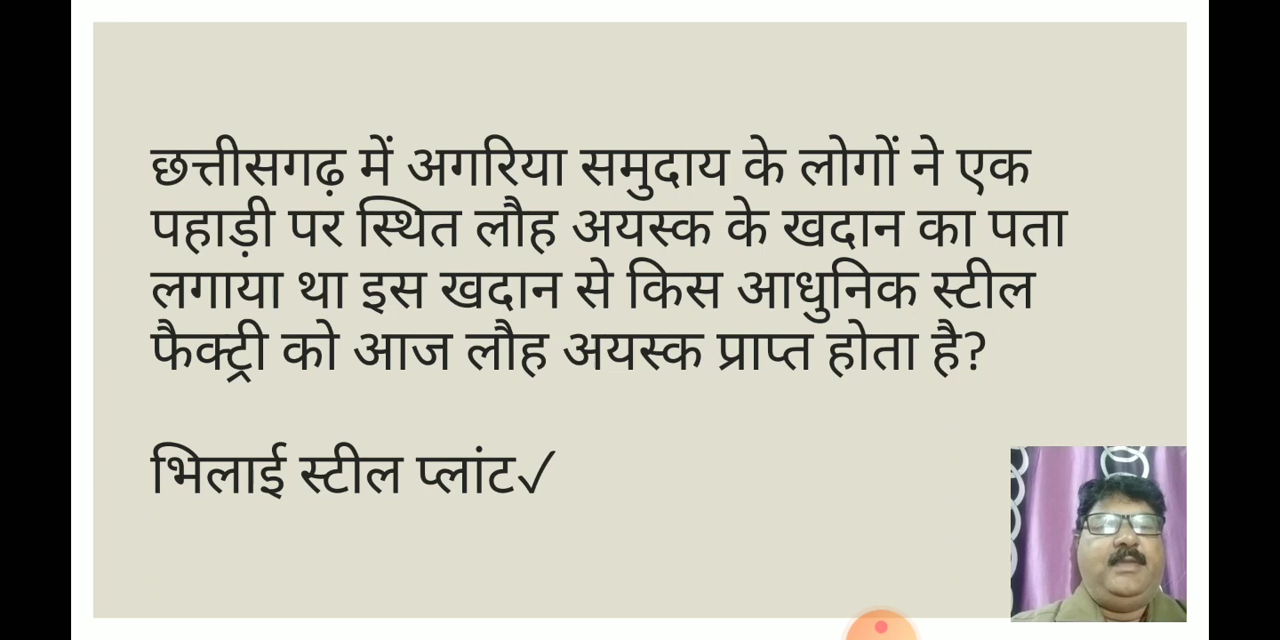 छत्तीसगढ़ में अगरिया समुदाय के लोगों ने एक
पहाड़ी पर स्थित लौह अयस्क के खदान का पता
लगाया था इस खदान से किस आधुनिक स्टील
फैक्ट्री को आज लौह अयस्क प्राप्त होता है?
भिलाई स्टील प्लांट✓